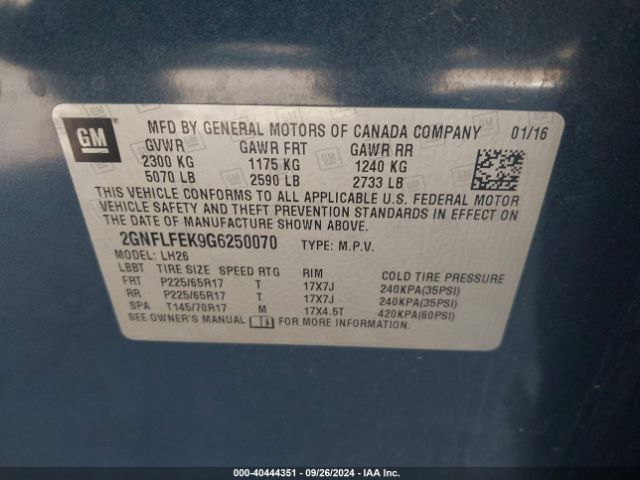 GM
MFD BY GENERAL MOTORS OF CANADA COMPANY 01/16
GVWR GAWR FRT GAWR RR
2300 KG 1175 KG 1240 KG
5070 LB 2590 LB 2733 LB
THIS VEHICLE CONFORMS TO ALL APPLICABLE U.S. FEDERAL MOTOR
VEHICLE SAFETY AND THEFT PREVENTION STANDARDS IN EFFECT ON
THE DATE OF MANUFACTURE SHOWN ABOVE.
2GNFLFEK9G6250070 TYPE: M.P.V.
MODEL: LH26
LBBT TIRE SIZE SPEED RTG RIM COLD TIRE PRESSURE
FRT P225/65R17 T 17X7J 240KPA(35PSI)
RR P225/65R17 T 17X7J 240KPA(35PSI)
SPA T145/70R17 M 17X4.5T 420KPA(60PSI)
SEE OWNER'S MANUAL FOR MORE INFORMATION.
© - 40444351 - 09/26/2024 - IAA Inc.